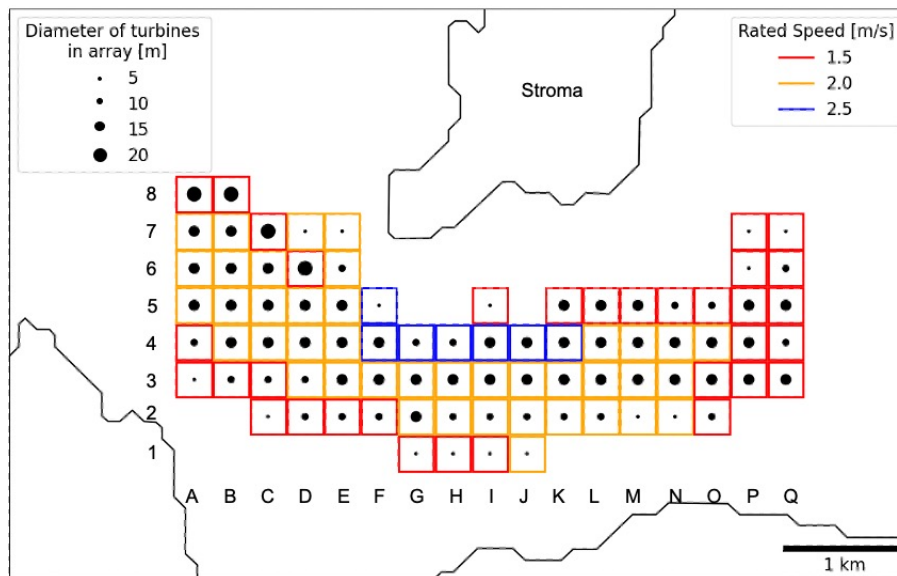 Diameter of turbines
in array [m]
5
10
15
20
Rated Speed [m/s]
1.5
2.0
2.5
Stroma
8
7
6
5
4
3
2
1
A B C D E F G H I J K L M N O P Q
1 km